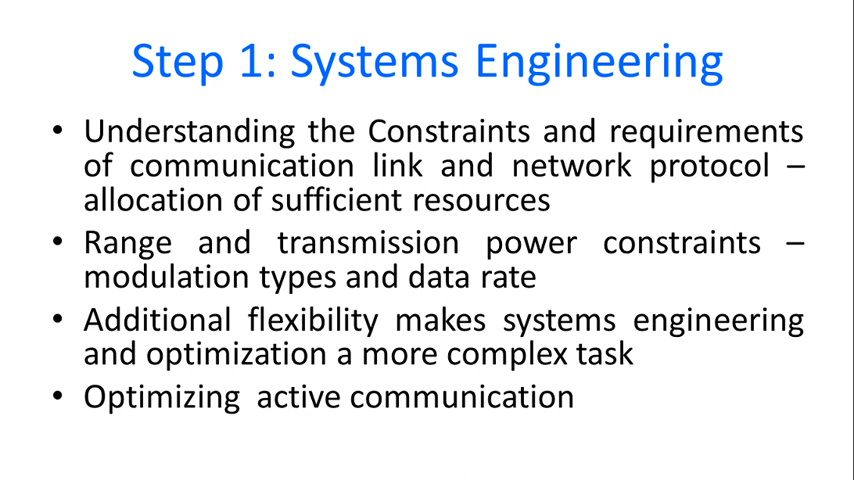 Step 1: Systems Engineering
• Understanding the Constraints and requirements
of communication link and network protocol –
allocation of sufficient resources
• Range and transmission power constraints –
modulation types and data rate
• Additional flexibility makes systems engineering
and optimization a more complex task
• Optimizing active communication